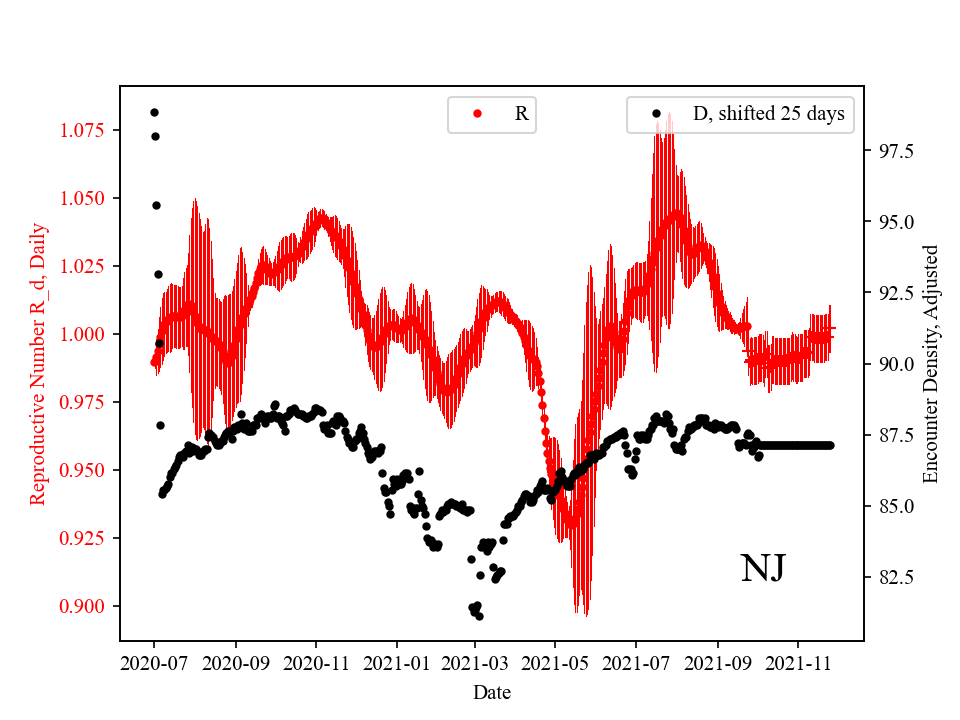 R
D, shifted 25 days
Reproductive Number R_d, Daily
1.075
1.050
1.025
1.000
0.975
0.950
0.925
0.900
97.5
95.0
92.5
90.0
87.5
85.0
82.5
Encounter Density, Adjusted
NJ
2020-07 2020-09 2020-11 2021-01 2021-03 2021-05 2021-07 2021-09 2021-11
Date